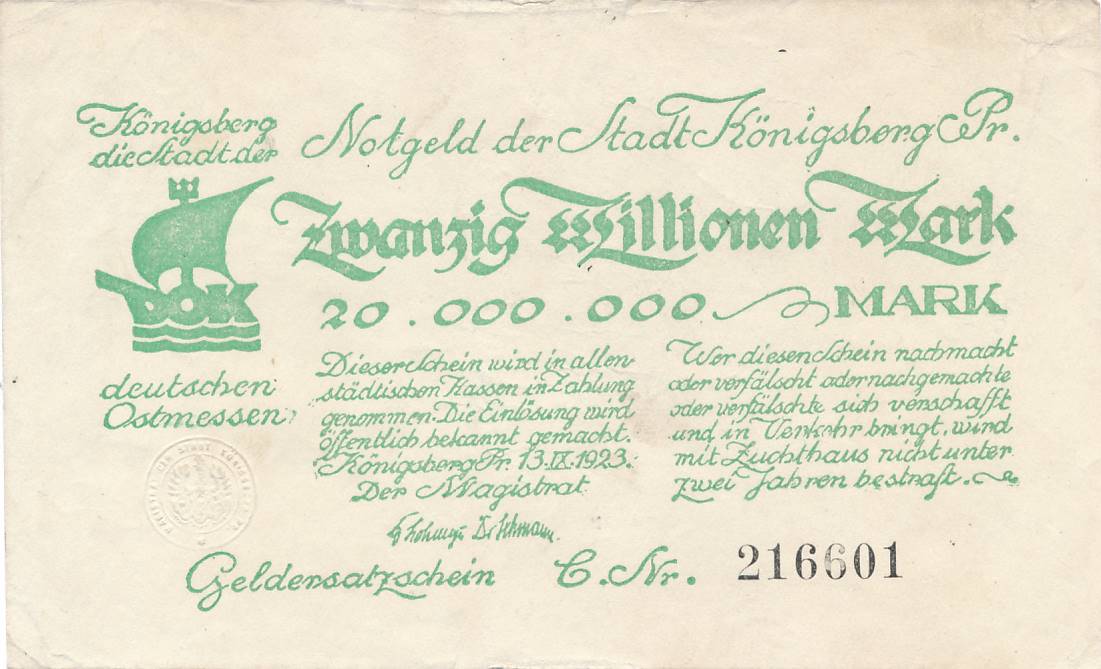 Königsberg
die Stadt der
DOK
deutschen
Ostmessen
Notgeld der Stadt Königsberg Pr.
Zwanzig Millionen Mark
20.000.000 MARK
Dieser Schein wird in allen
städtischen Kassen in Zahlung
genommen. Die Einlösung wird
öffentlich bekannt gemacht.
Königsberg Pr. 13.IX.1923.
Der Magistrat
Wer diesen Schein nachmacht
oder verfälscht oder nachgemachte
oder verfälschte sich verschafft
und in Verkehr bringt, wird
mit Zuchthaus nicht unter
zwei Jahren bestraft.
Geldersatzschein C. Nr. 216601